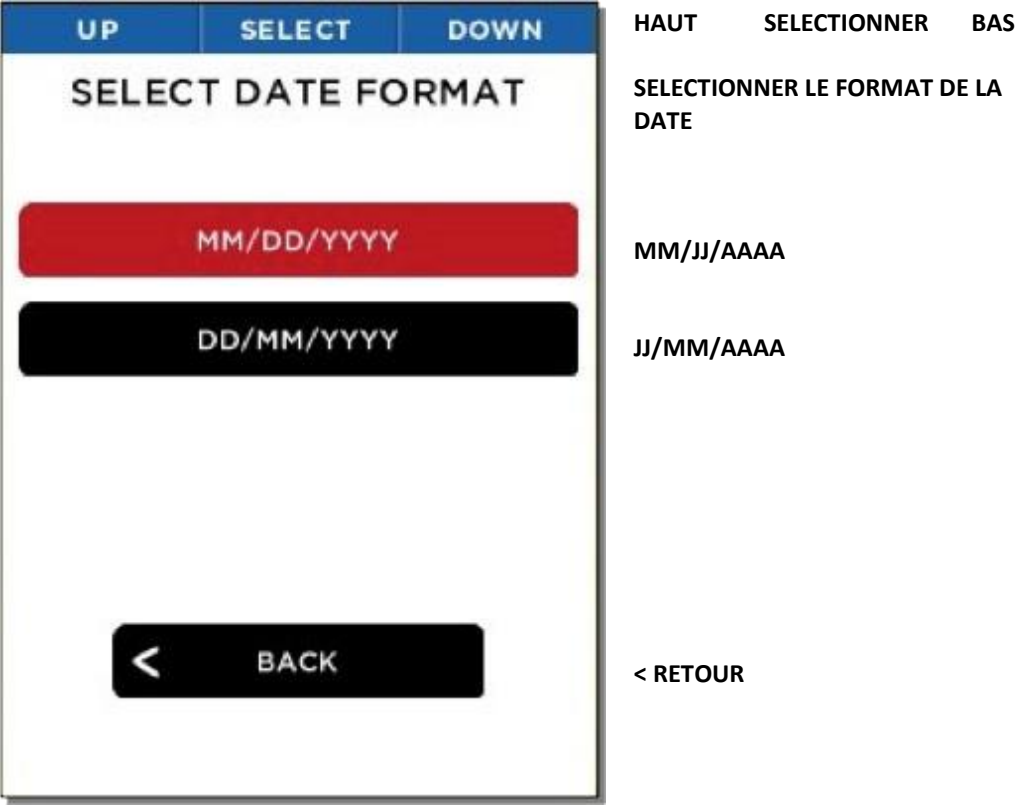 UP SELECT DOWN
SELECT DATE FORMAT
MM/DD/YYYY
DD/MM/YYYY
< BACK
HAUT SELECTIONNER BAS
SELECTIONNER LE FORMAT DE LA
DATE
MM/JJ/AAAA
JJ/MM/AAAA
< RETOUR